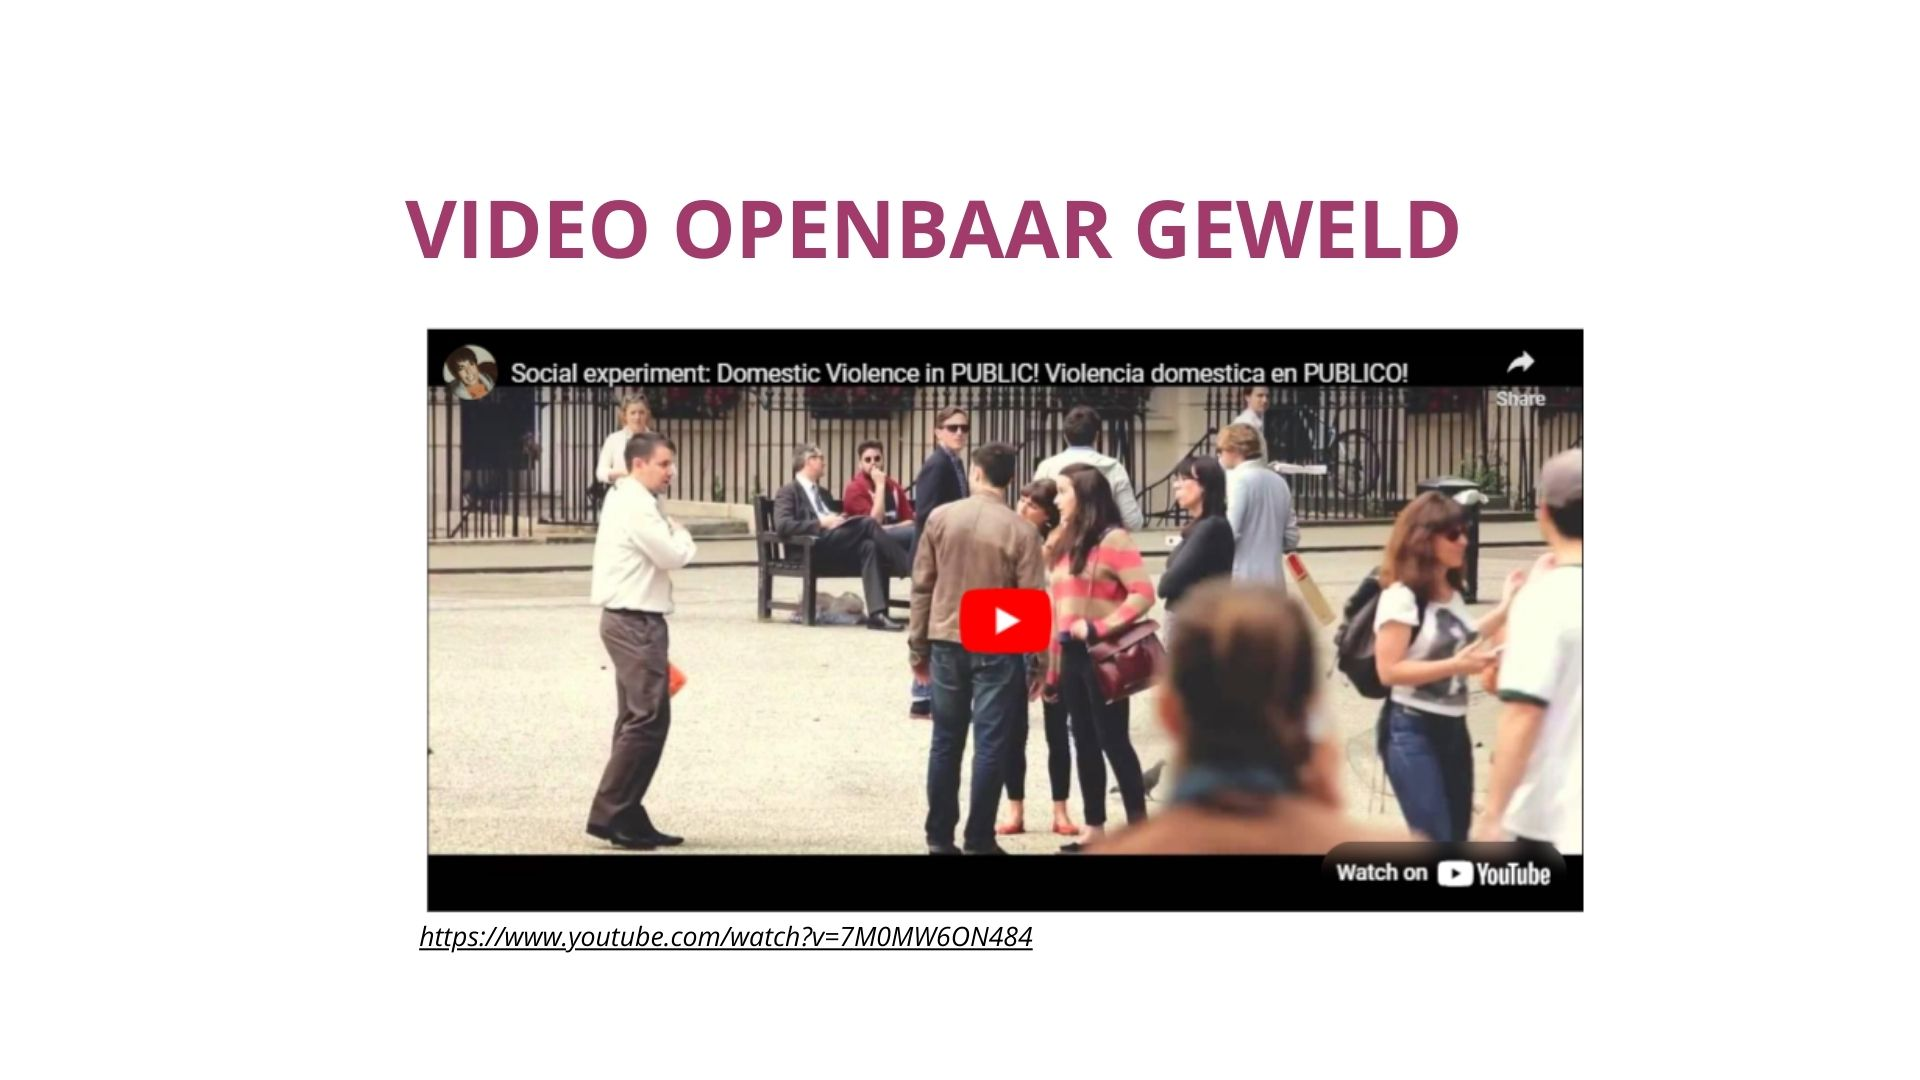 VIDEO OPENBAAR GEWELD
Social experiment: Domestic Violence in PUBLIC! Violencia domestica en PUBLICO!
Share
Watch on YouTube
https://www.youtube.com/watch?v=7M0MW6ON484